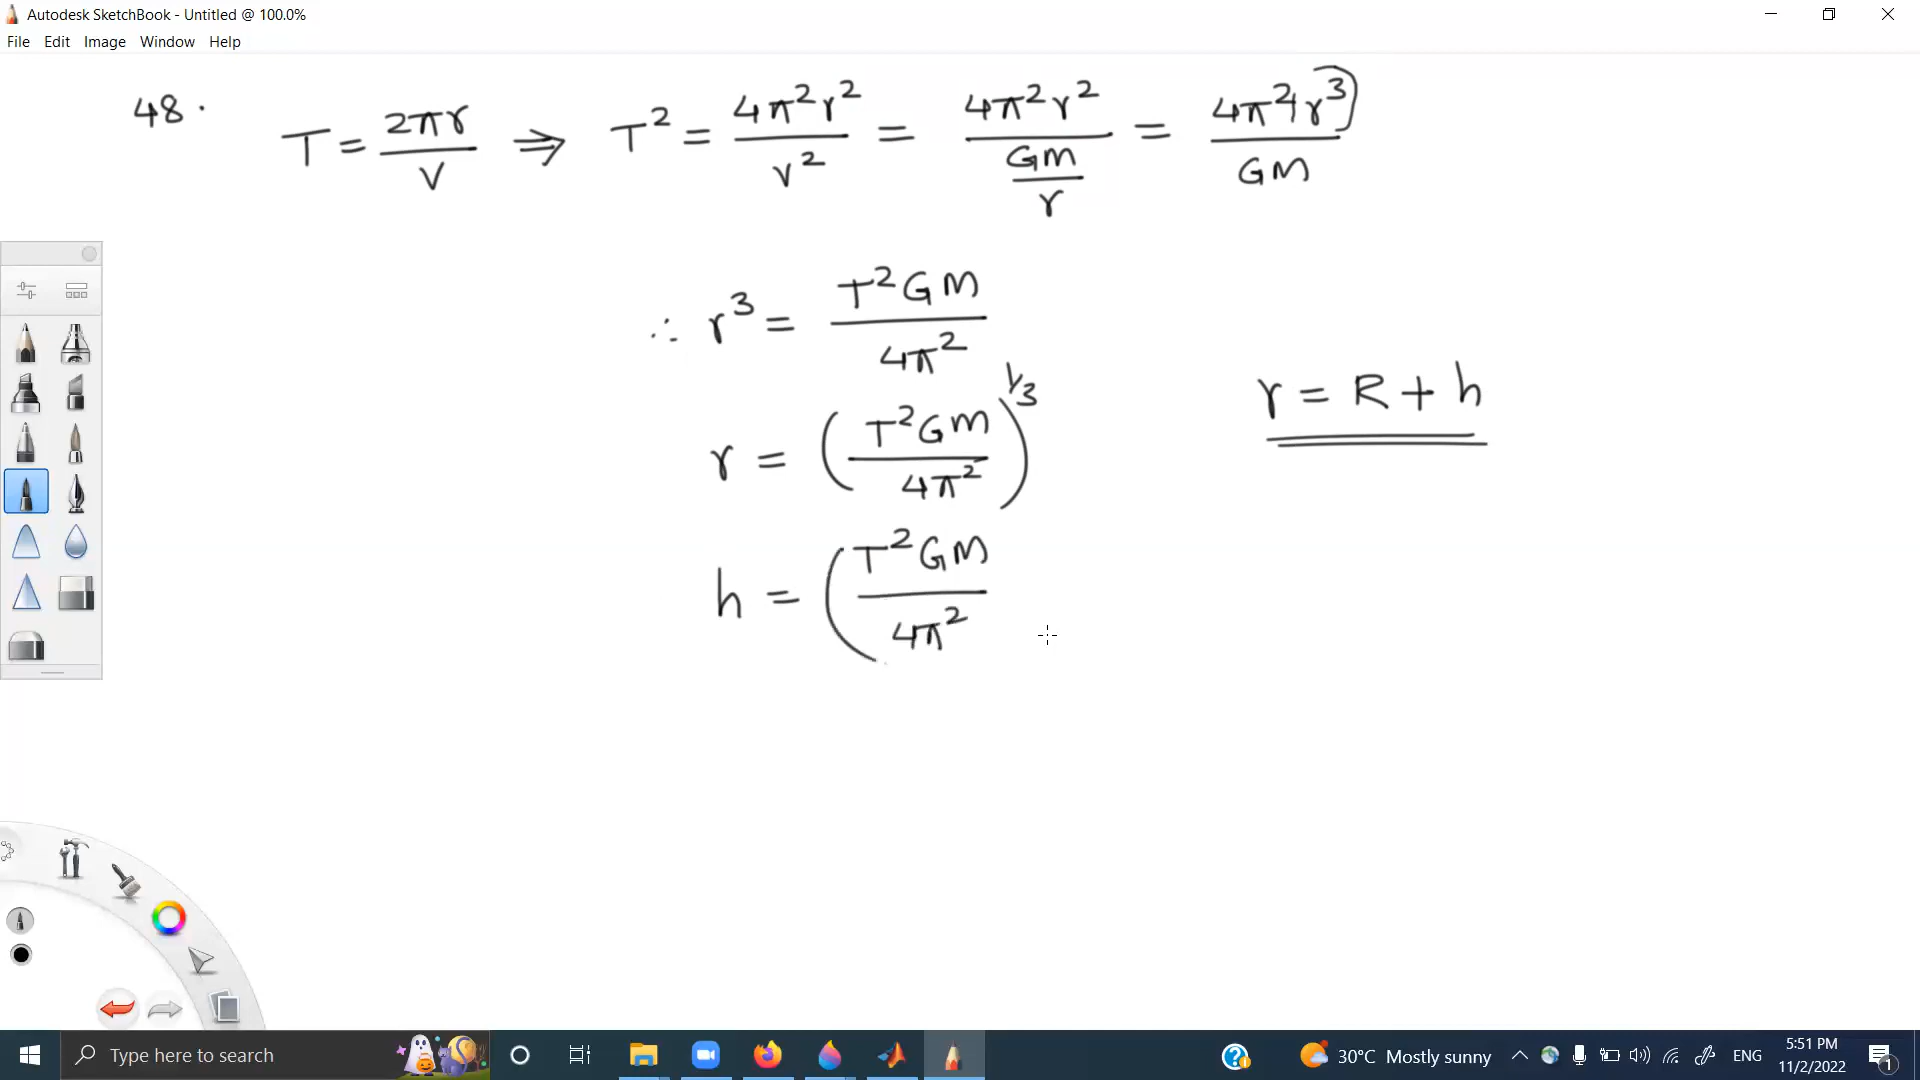 Autodesk SketchBook - Untitled @ 100.0%
File Edit Image Window Help
48. T = 2πr / V ⇒ T² = 4π²r² / v² = 4π²r² / (GM / r) = 4π²r³ / GM
∴ r³ = T²GM / 4π²
r = R + h
r = (T²GM / 4π²)^1/3
h = (T²GM / 4π²
Type here to search
30°C Mostly sunny
ENG
5:51 PM
11/2/2022
1